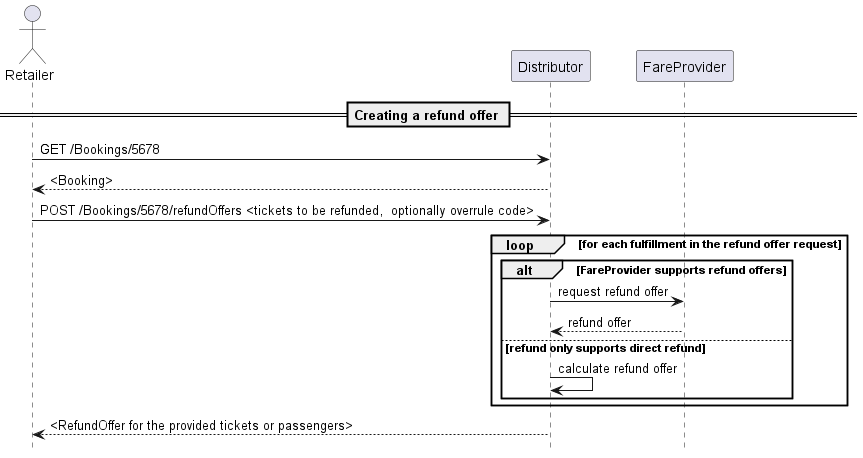 Retailer
Distributor
FareProvider
Creating a refund offer
GET /Bookings/5678
<Booking>
POST /Bookings/5678/refundOffers <tickets to be refunded,  optionally overrule code>
loop [for each fulfillment in the refund offer request]
alt [FareProvider supports refund offers]
request refund offer
refund offer
[refund only supports direct refund]
calculate refund offer
<RefundOffer for the provided tickets or passengers>